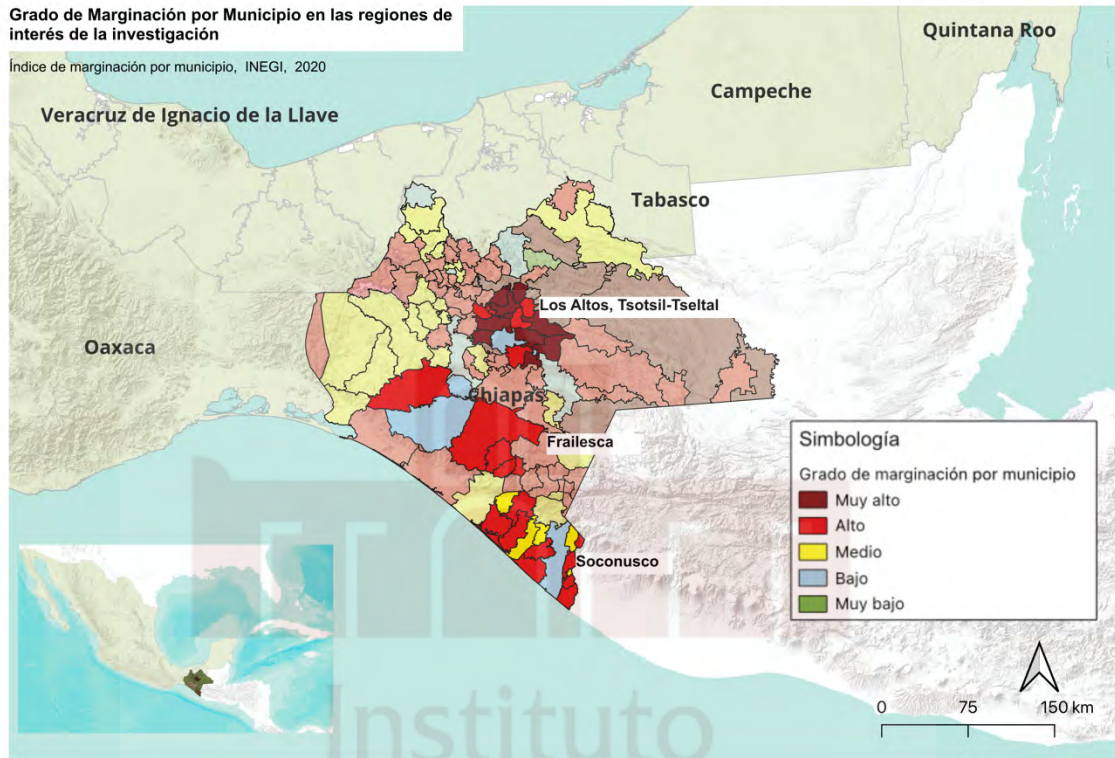 Grado de Marginación por Municipio en las regiones de
interés de la investigación
Índice de marginación por municipio, INEGI, 2020
Quintana Roo
Campeche
Veracruz de Ignacio de la Llave
Tabasco
Los Altos, Tsotsil-Tseltal
Oaxaca
Chiapas
Frailesca
Soconusco
Simbología
Grado de marginación por municipio
Muy alto
Alto
Medio
Bajo
Muy bajo
0 75 150 km
Instituto